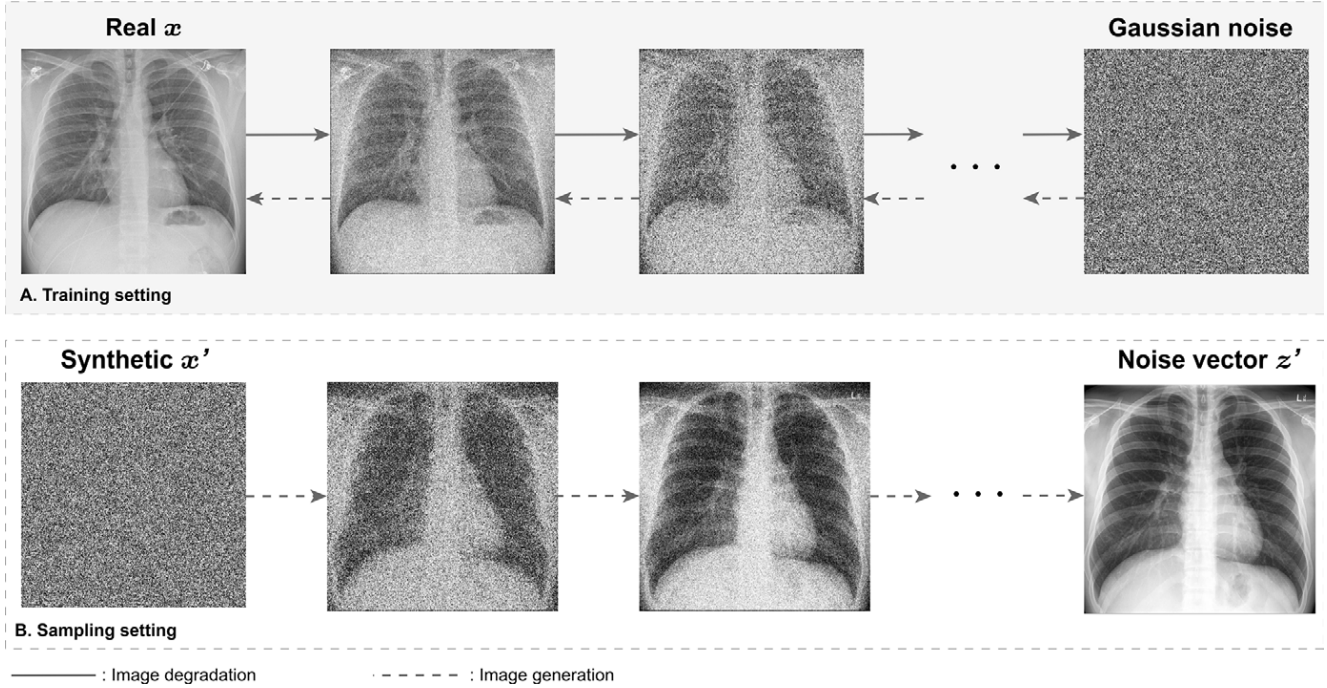 Real x
Gaussian noise
• • •
A. Training setting
Synthetic x′
Noise vector z′
• • •
B. Sampling setting
: Image degradation
: Image generation